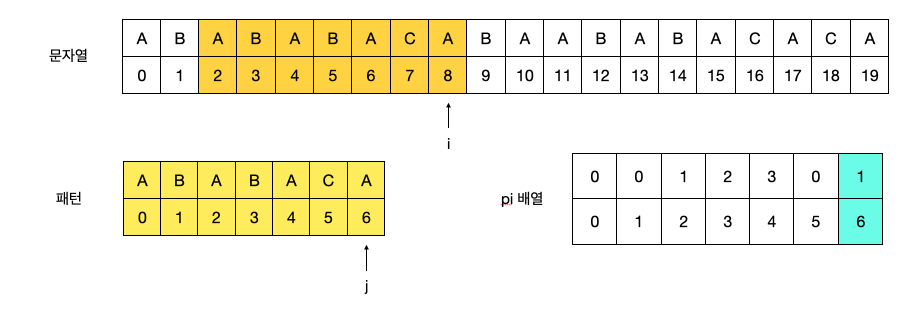 문자열
A B A B A B A C A B A A B A B A C A C A
0 1 2 3 4 5 6 7 8 9 10 11 12 13 14 15 16 17 18 19
i
패턴
A B A B A C A
0 1 2 3 4 5 6
j
pi 배열
0 0 1 2 3 0 1
0 1 2 3 4 5 6